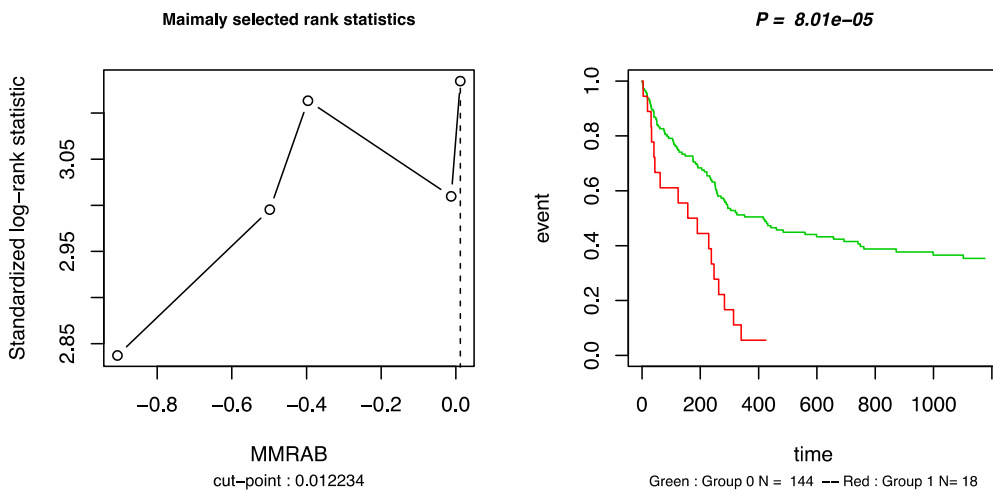 Maimaly selected rank statistics
Standardized log−rank statistic
2.85
2.95
3.05
−0.8
−0.6
−0.4
−0.2
0.0
MMRAB
cut−point : 0.012234
P = 8.01e−05
event
0.0
0.2
0.4
0.6
0.8
1.0
0
200
400
600
800
1000
time
Green : Group 0 N = 144 −− Red : Group 1 N= 18